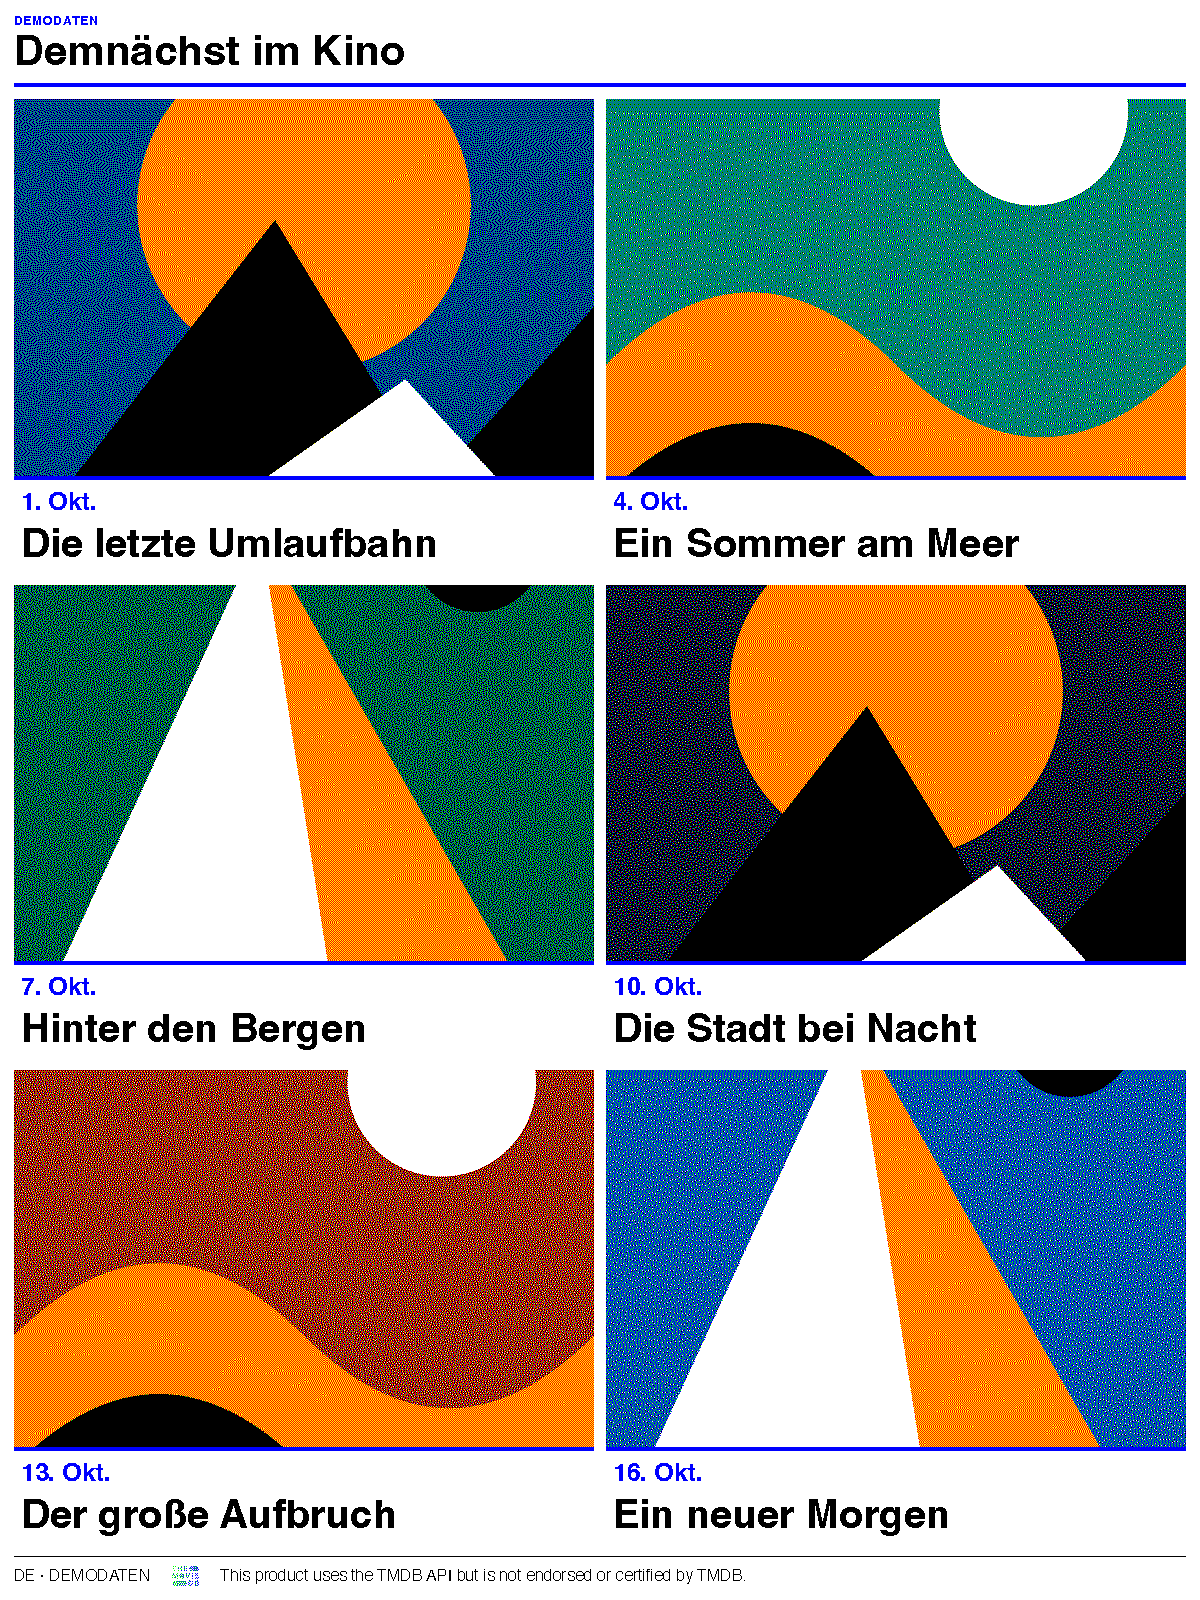 DEMODATEN
Demnächst im Kino
1. Okt.
Die letzte Umlaufbahn
4. Okt.
Ein Sommer am Meer
7. Okt.
Hinter den Bergen
10. Okt.
Die Stadt bei Nacht
13. Okt.
Der große Aufbruch
16. Okt.
Ein neuer Morgen
DE · DEMODATEN
This product uses the TMDB API but is not endorsed or certified by TMDB.